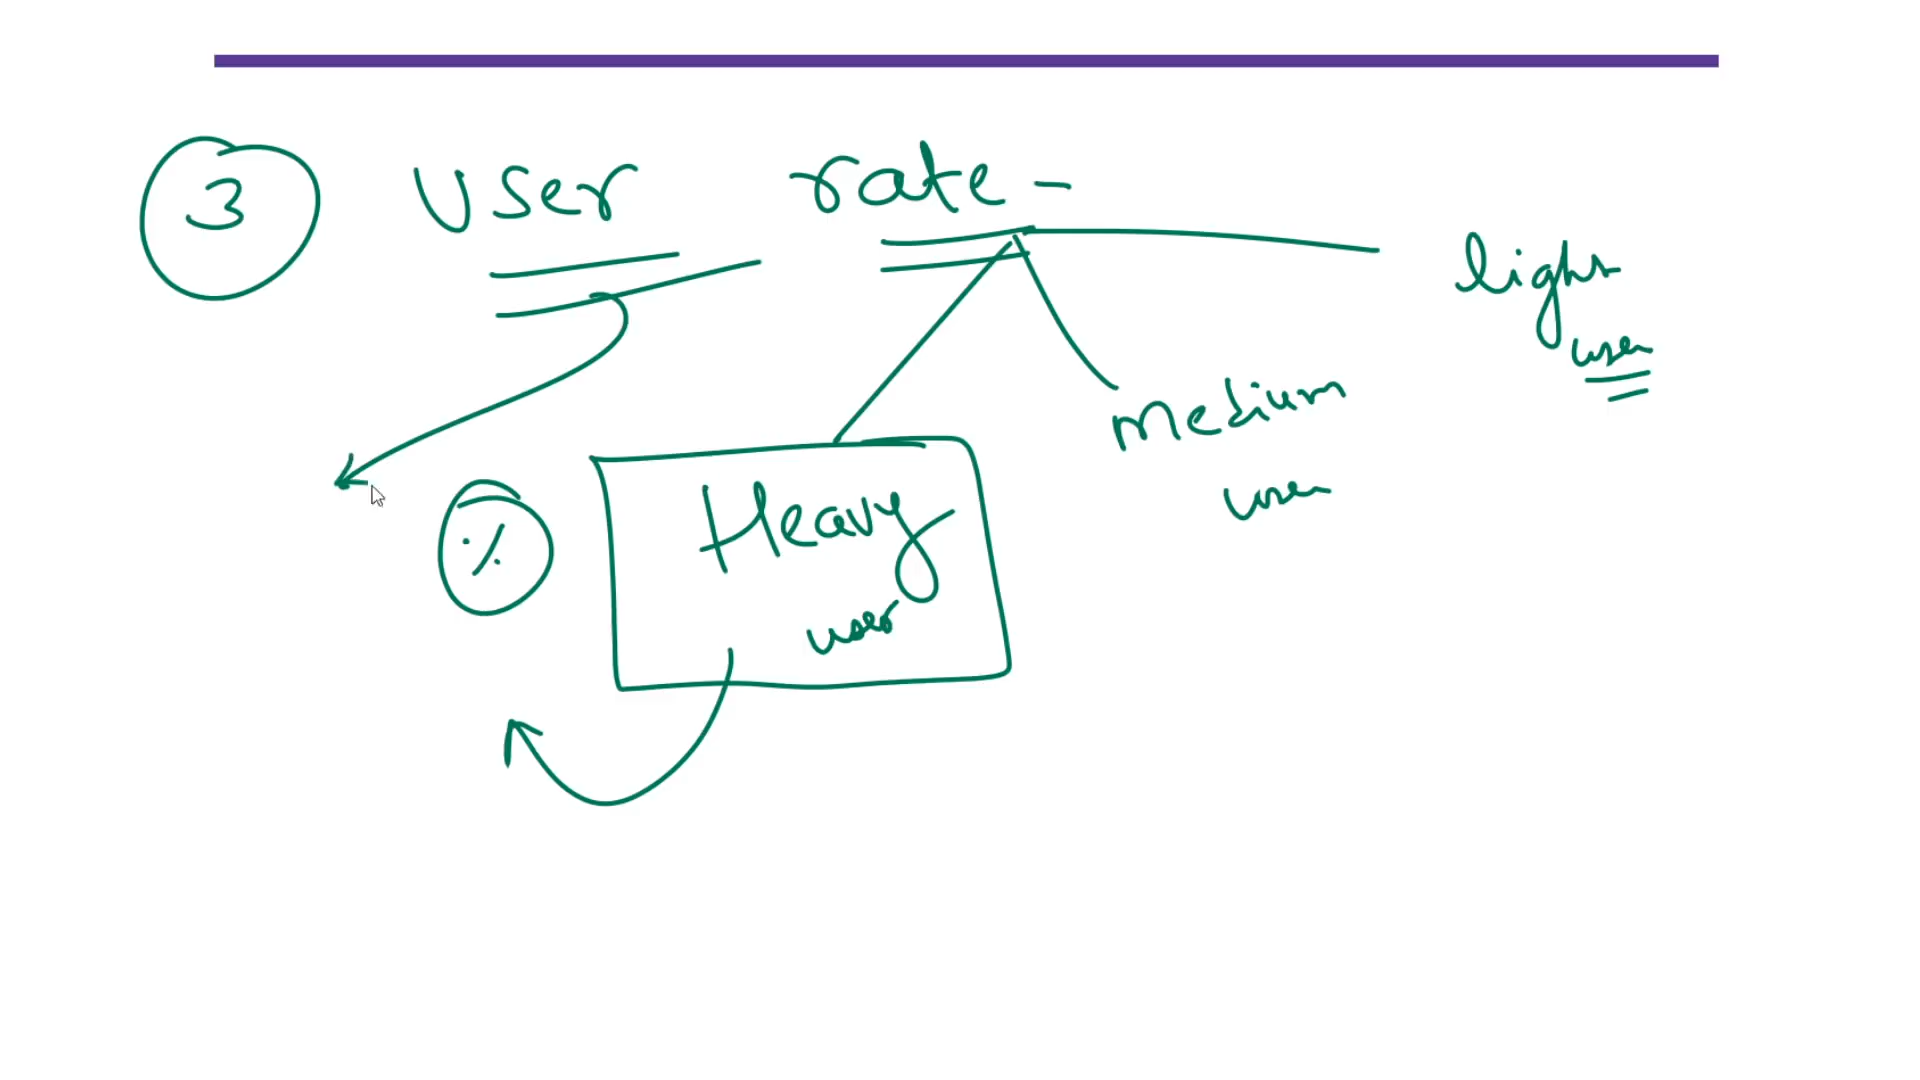 3 User rate -
light
user
Medium
user
%
Heavy
user